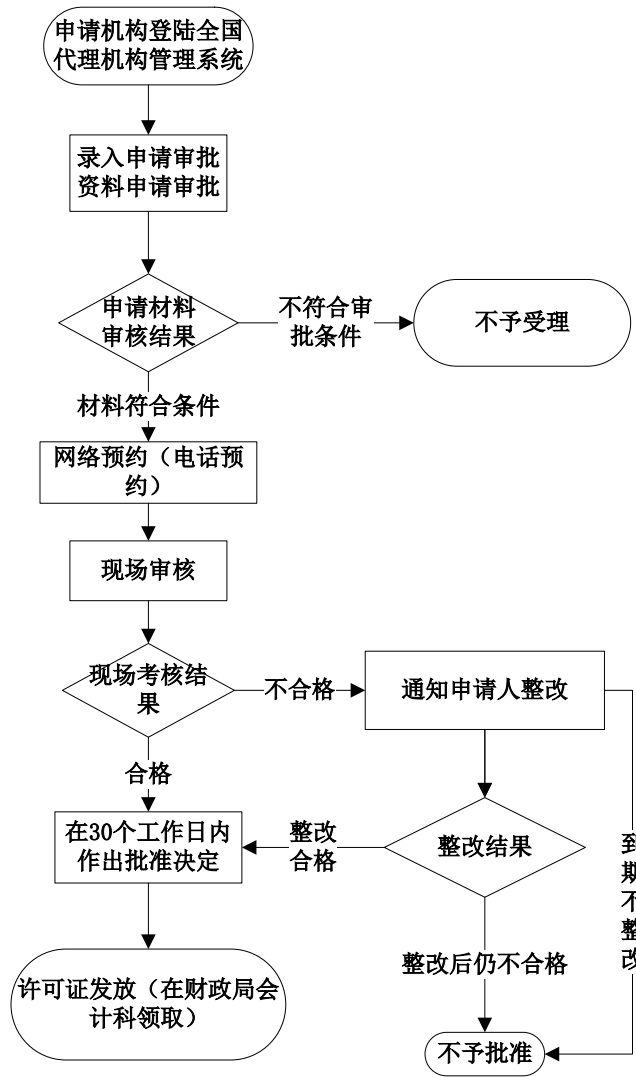 申请机构登陆全国
代理机构管理系统
录入申请审批
资料申请审批
申请材料
审核结果
不符合审
批条件
不予受理
材料符合条件
网络预约（电话预
约）
现场审核
现场考核结
果
不合格
通知申请人整改
合格
在30个工作日内
作出批准决定
整改
合格
整改结果
到
期
不
整
改
整改后仍不合格
许可证发放（在财政局会
计科领取）
不予批准